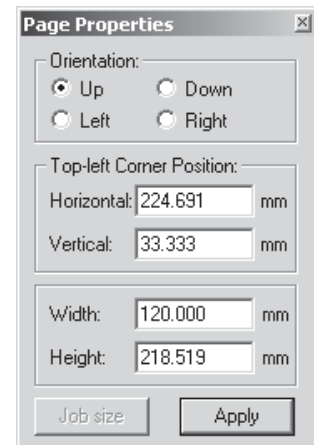 Page Properties
Orientation:
Up Down
Left Right
Top-left Corner Position:
Horizontal: 224.691 mm
Vertical: 33.333 mm
Width: 120.000 mm
Height: 218.519 mm
Job size Apply